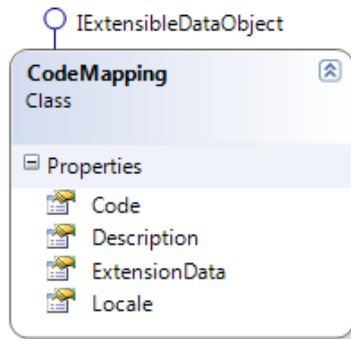 IExtensibleDataObject
CodeMapping
Class
Properties
Code
Description
ExtensionData
Locale